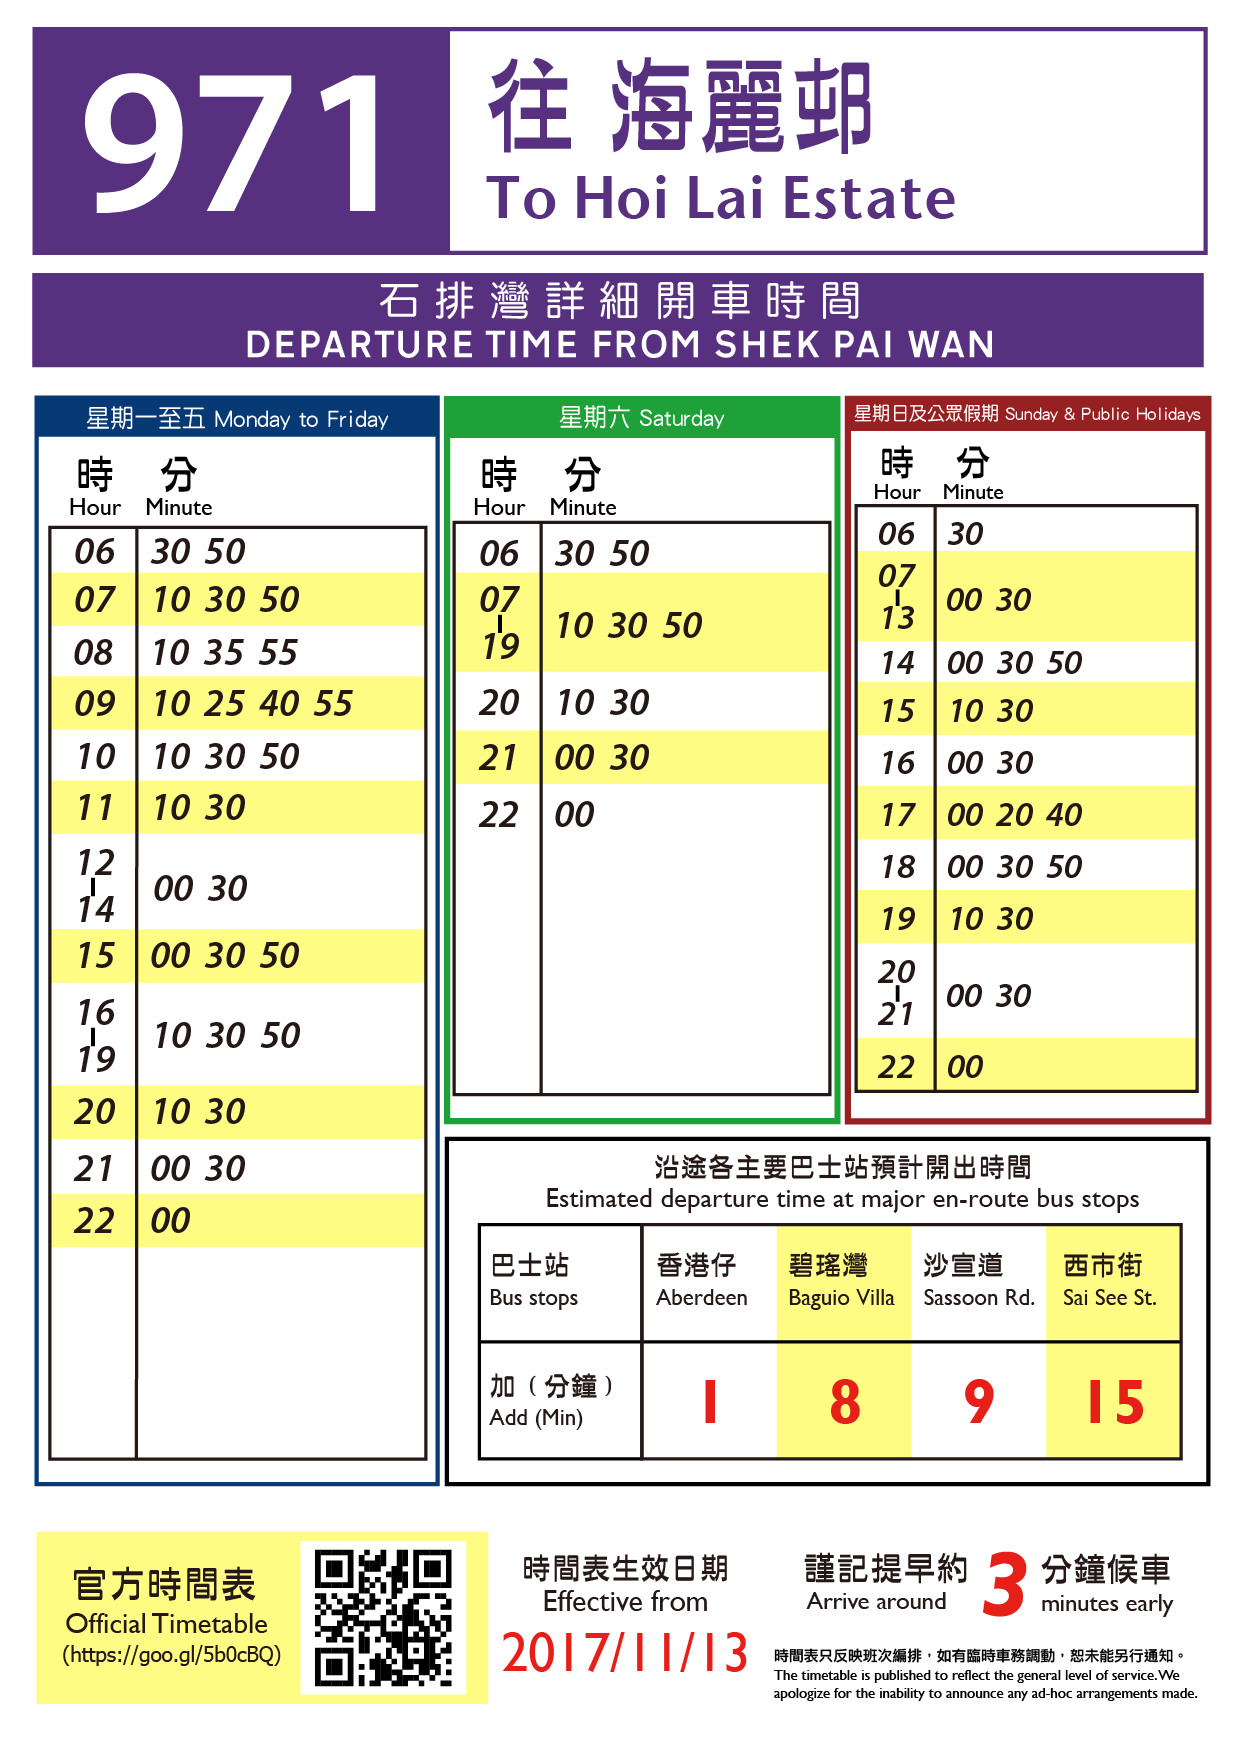 971
往 海麗邨
To Hoi Lai Estate
石排灣詳細開車時間
DEPARTURE TIME FROM SHEK PAI WAN
星期一至五 Monday to Friday
時 分
Hour Minute
06 30 50
07 10 30 50
08 10 35 55
09 10 25 40 55
10 10 30 50
11 10 30
12
|
14
00 30
15 00 30 50
16
|
19
10 30 50
20 10 30
21 00 30
22 00
星期六 Saturday
時 分
Hour Minute
06 30 50
07
|
19
10 30 50
20 10 30
21 00 30
22 00
星期日及公眾假期 Sunday & Public Holidays
時 分
Hour Minute
06 30
07
|
13
00 30
14 00 30 50
15 10 30
16 00 30
17 00 20 40
18 00 30 50
19 10 30
20
|
21
00 30
22 00
沿途各主要巴士站預計開出時間
Estimated departure time at major en-route bus stops
巴士站 香港仔 碧瑤灣 沙宣道 西市街
Bus stops Aberdeen Baguio Villa Sassoon Rd. Sai See St.
加（分鐘）
Add (Min)
1 8 9 15
官方時間表
Official Timetable
(https://goo.gl/5b0cBQ)
時間表生效日期
Effective from
2017/11/13
謹記提早約 3 分鐘候車
Arrive around minutes early
時間表只反映班次編排，如有臨時車務調動，恕未能另行通知。
The timetable is published to reflect the general level of service. We
apologize for the inability to announce any ad-hoc arrangements made.